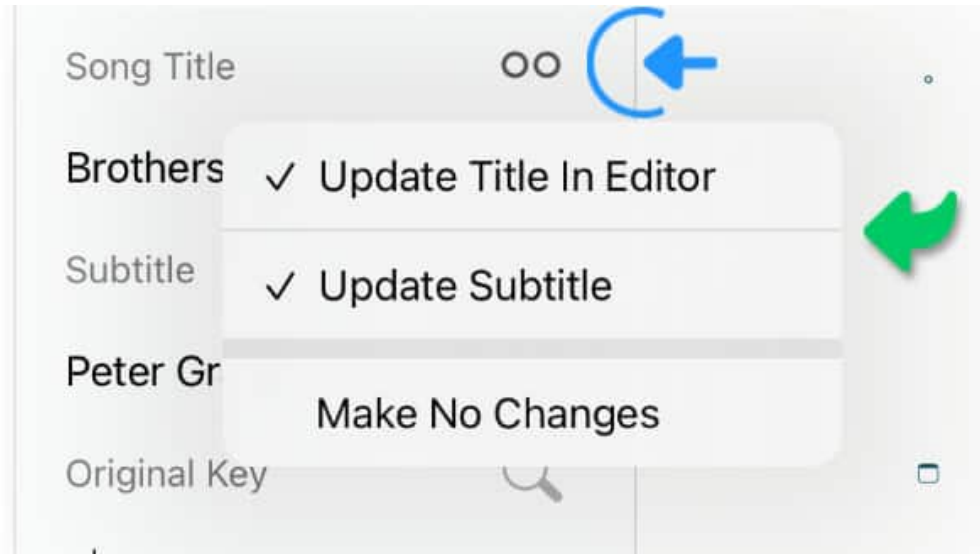 Song Title
Brothers
✓ Update Title In Editor
Subtitle
✓ Update Subtitle
Peter Gr
Make No Changes
Original Key